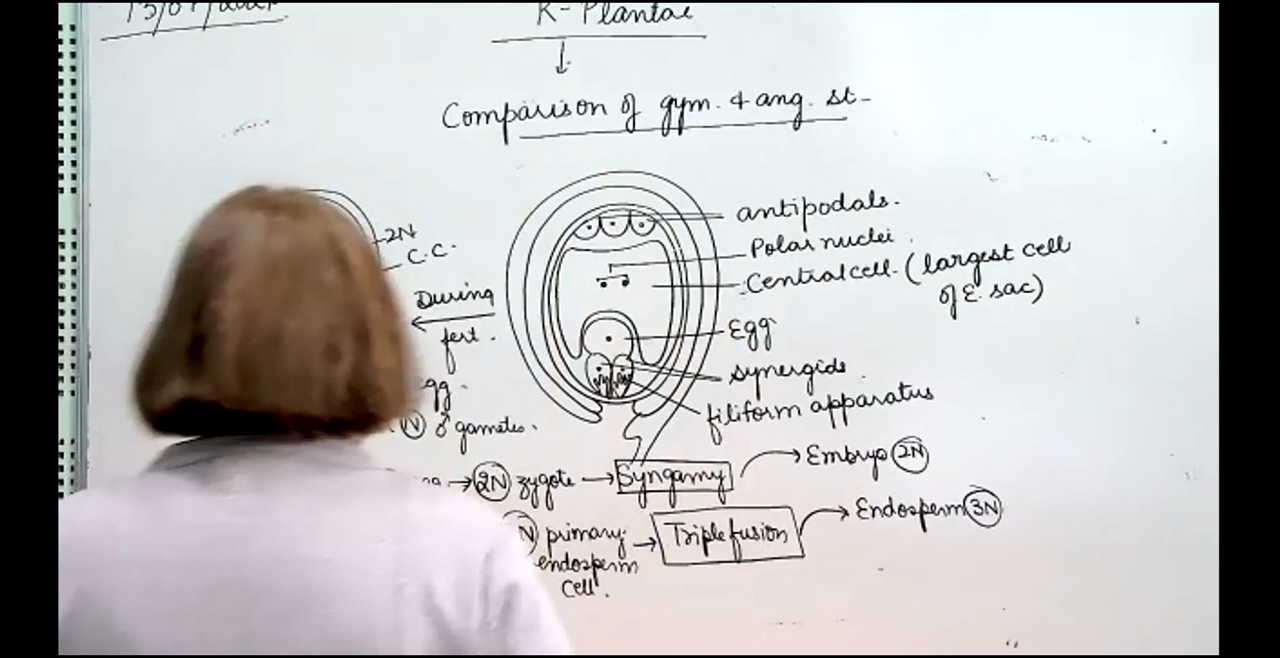 K- Plantae
Comparison of gym. & ang. st-
antipodals.
Polar nuclei
Central cell. (largest cell
of E. sac)
Egg
synergids
filiform apparatus
2N
C.C.
During
fert.
gg
N ♂ gametes.
→ 2N zygote → Syngamy → Embryo 2N
N primary
endosperm
cell.
→ Triple fusion → Endosperm 3N